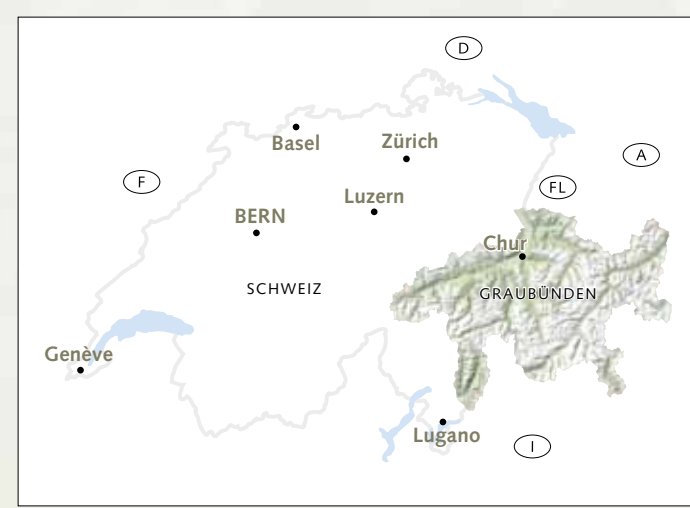 D
Basel
Zürich
A
F
FL
Luzern
BERN
Chur
SCHWEIZ
GRAUBÜNDEN
Genève
Lugano
I